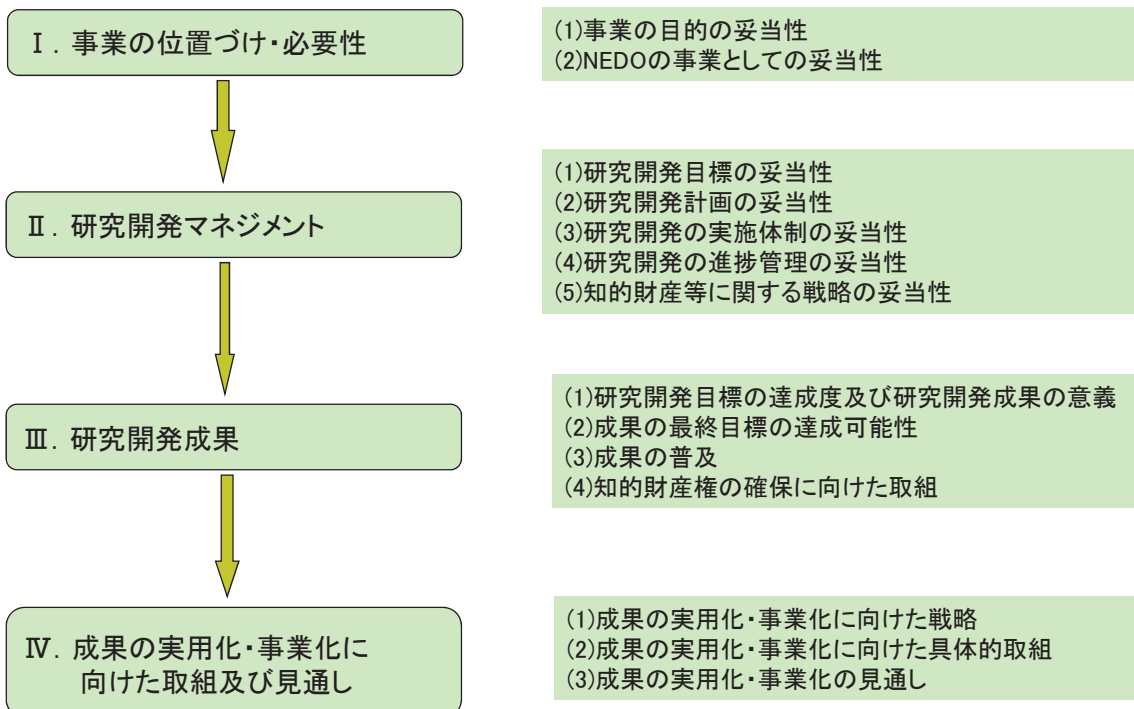 Ⅰ．事業の位置づけ・必要性
(1)事業の目的の妥当性
(2)NEDOの事業としての妥当性
Ⅱ．研究開発マネジメント
(1)研究開発目標の妥当性
(2)研究開発計画の妥当性
(3)研究開発の実施体制の妥当性
(4)研究開発の進捗管理の妥当性
(5)知的財産等に関する戦略の妥当性
Ⅲ．研究開発成果
(1)研究開発目標の達成度及び研究開発成果の意義
(2)成果の最終目標の達成可能性
(3)成果の普及
(4)知的財産権の確保に向けた取組
Ⅳ．成果の実用化・事業化に
向けた取組及び見通し
(1)成果の実用化・事業化に向けた戦略
(2)成果の実用化・事業化に向けた具体的取組
(3)成果の実用化・事業化の見通し